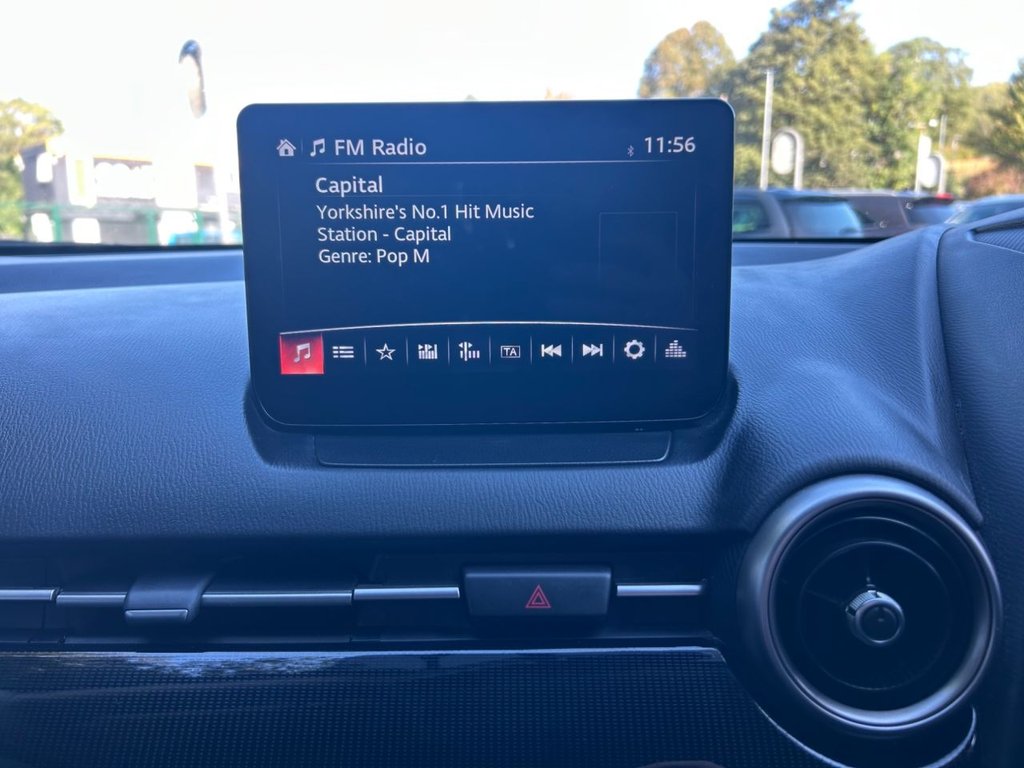 FM Radio
11:56
Capital
Yorkshire's No.1 Hit Music
Station - Capital
Genre: Pop M
TA